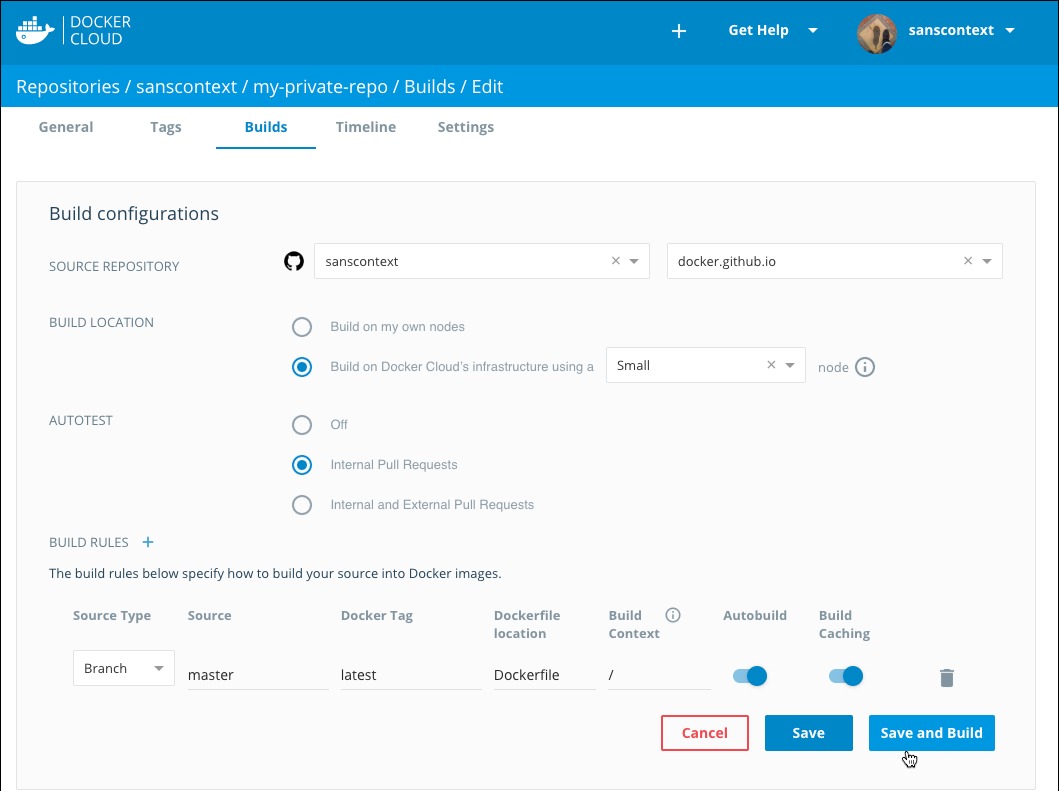 DOCKER
CLOUD
+ Get Help sanscontext
Repositories / sanscontext / my-private-repo / Builds / Edit
General Tags Builds Timeline Settings
Build configurations
SOURCE REPOSITORY sanscontext × docker.github.io ×
BUILD LOCATION
Build on my own nodes
Build on Docker Cloud's infrastructure using a Small × node i
AUTOTEST
Off
Internal Pull Requests
Internal and External Pull Requests
BUILD RULES +
The build rules below specify how to build your source into Docker images.
Source Type Source Docker Tag Dockerfile location Build Context i Autobuild Build Caching
Branch master latest Dockerfile /
Cancel Save Save and Build